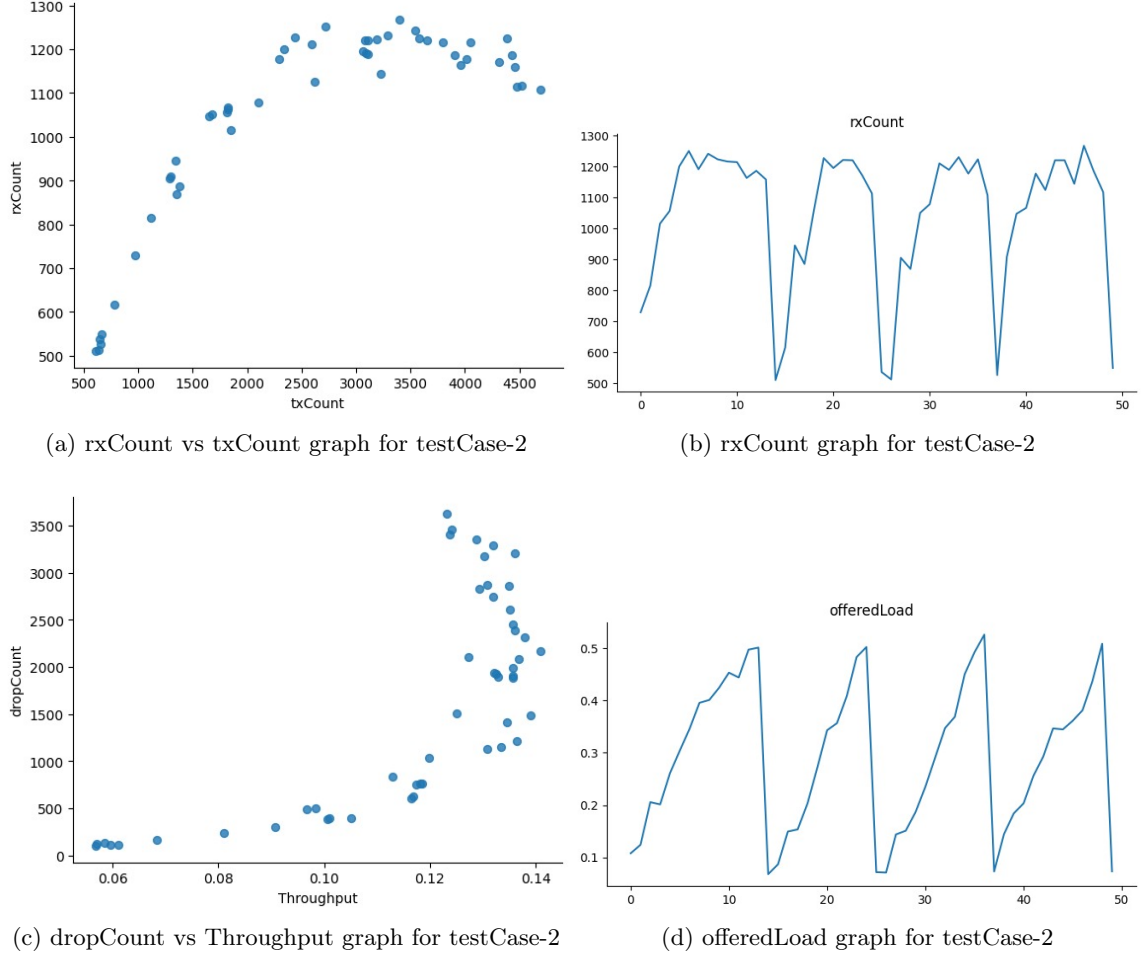 1300
1200
1100
1000
900
800
700
600
500
rxCount
500 1000 1500 2000 2500 3000 3500 4000 4500
txCount
(a) rxCount vs txCount graph for testCase-2
rxCount
1300
1200
1100
1000
900
800
700
600
500
0 10 20 30 40 50
(b) rxCount graph for testCase-2
3500
3000
2500
2000
1500
1000
500
0
dropCount
0.06 0.08 0.10 0.12 0.14
Throughput
(c) dropCount vs Throughput graph for testCase-2
offeredLoad
0.5
0.4
0.3
0.2
0.1
0 10 20 30 40 50
(d) offeredLoad graph for testCase-2